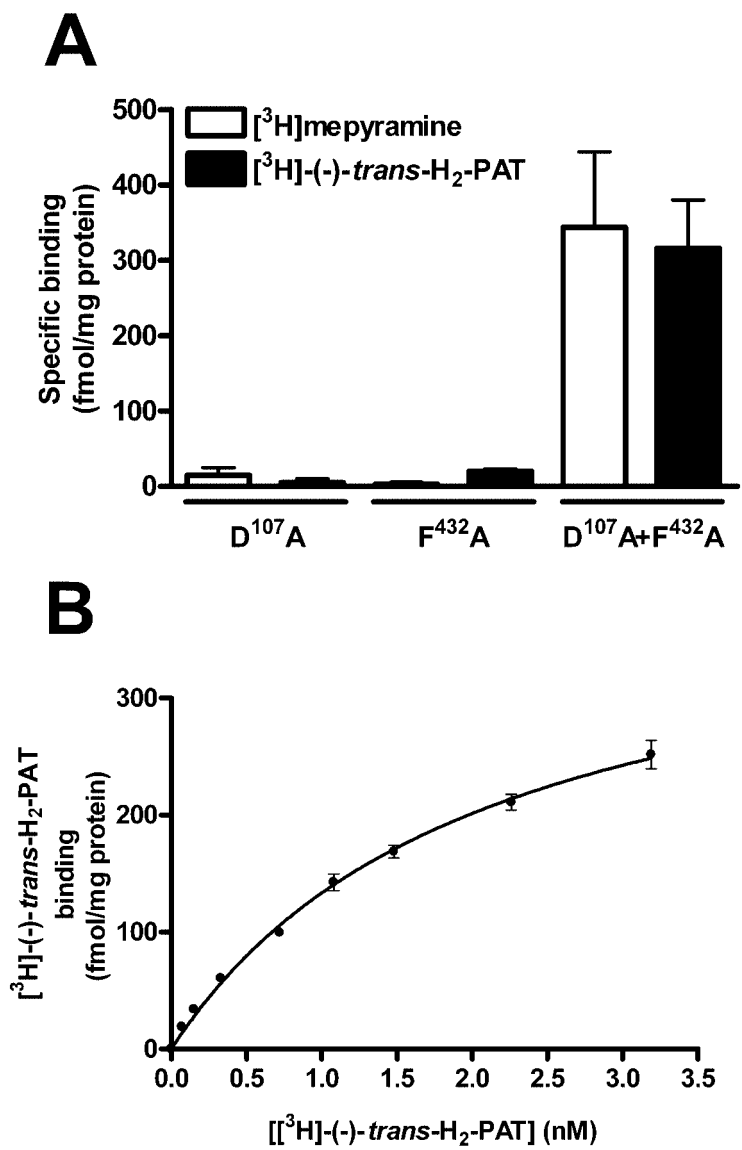 A
500
400
300
200
100
0
Specific binding
(fmol/mg protein)
[³H]mepyramine
[³H]-(-)-trans-H₂-PAT
D¹⁰⁷A
F⁴³²A
D¹⁰⁷A+F⁴³²A
B
300
200
100
0
[³H]-(-)-trans-H₂-PAT
binding
(fmol/mg protein)
0.0 0.5 1.0 1.5 2.0 2.5 3.0 3.5
[[³H]-(-)-trans-H₂-PAT] (nM)